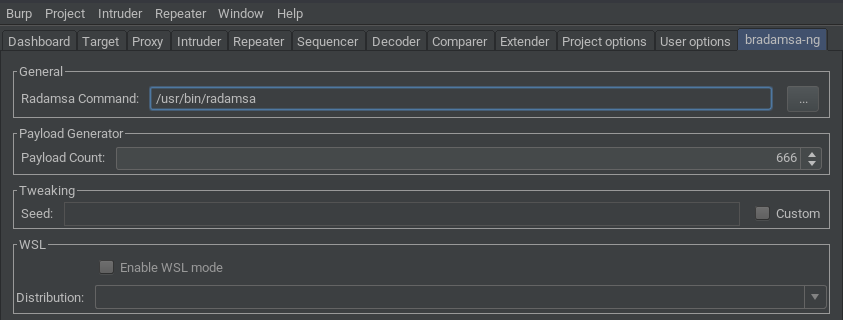 Burp Project Intruder Repeater Window Help
Dashboard Target Proxy Intruder Repeater Sequencer Decoder Comparer Extender Project options User options bradamsa-ng
General
Radamsa Command: /usr/bin/radamsa ...
Payload Generator
Payload Count: 666
Tweaking
Seed: Custom
WSL
Enable WSL mode
Distribution: